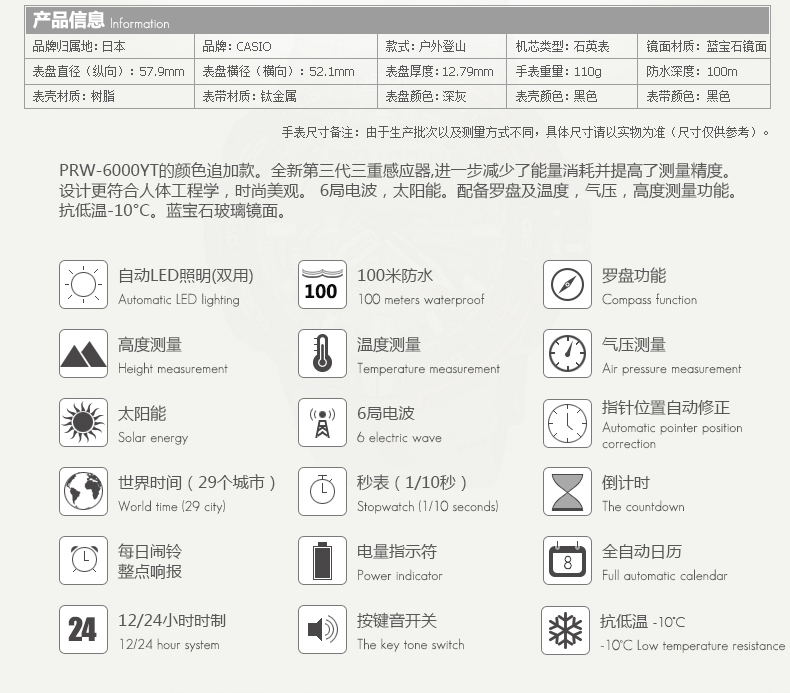 产品信息 Information
品牌归属地：日本 品牌：CASIO 款式：户外登山 机芯类型：石英表 镜面材质：蓝宝石镜面
表盘直径（纵向）：57.9mm 表盘横径（横向）：52.1mm 表盘厚度：12.79mm 手表重量：110g 防水深度：100m
表壳材质：树脂 表带材质：钛金属 表盘颜色：深灰 表壳颜色：黑色 表带颜色：黑色
手表尺寸备注：由于生产批次以及测量方式不同，具体尺寸请以实物为准（尺寸仅供参考）。
PRW-6000YT的颜色追加款。全新第三代三重感应器,进一步减少了能量消耗并提高了测量精度。
设计更符合人体工程学，时尚美观。 6局电波，太阳能。配备罗盘及温度，气压，高度测量功能。
抗低温-10°C。蓝宝石玻璃镜面。
自动LED照明(双用)
Automatic LED lighting
100
100米防水
100 meters waterproof
罗盘功能
Compass function
高度测量
Height measurement
温度测量
Temperature measurement
气压测量
Air pressure measurement
太阳能
Solar energy
6局电波
6 electric wave
指针位置自动修正
Automatic pointer position
correction
世界时间（29个城市）
World time (29 city)
秒表（1/10秒）
Stopwatch (1/10 seconds)
倒计时
The countdown
每日闹铃
整点响报
电量指示符
Power indicator
8
全自动日历
Full automatic calendar
24
12/24小时时制
12/24 hour system
按键音开关
The key tone switch
抗低温 -10°C
-10°C Low temperature resistance